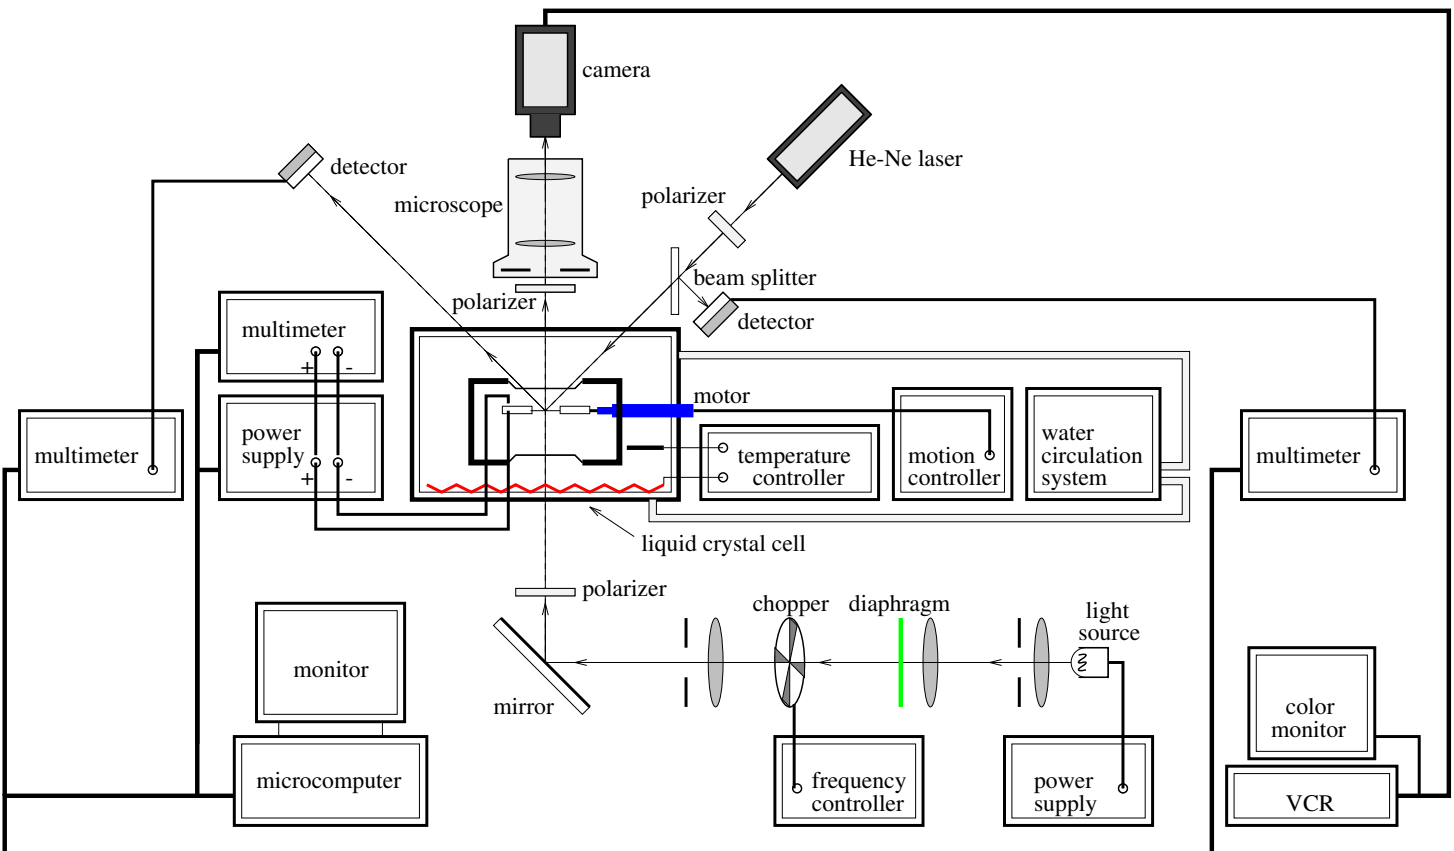 camera
He-Ne laser
detector
polarizer
microscope
beam splitter
polarizer
detector
multimeter
+ -
motor
power
supply
+ -
multimeter
temperature
controller
motion
controller
water
circulation
system
multimeter
liquid crystal cell
polarizer
chopper
diaphragm
light
source
monitor
mirror
color
monitor
microcomputer
frequency
controller
power
supply
VCR